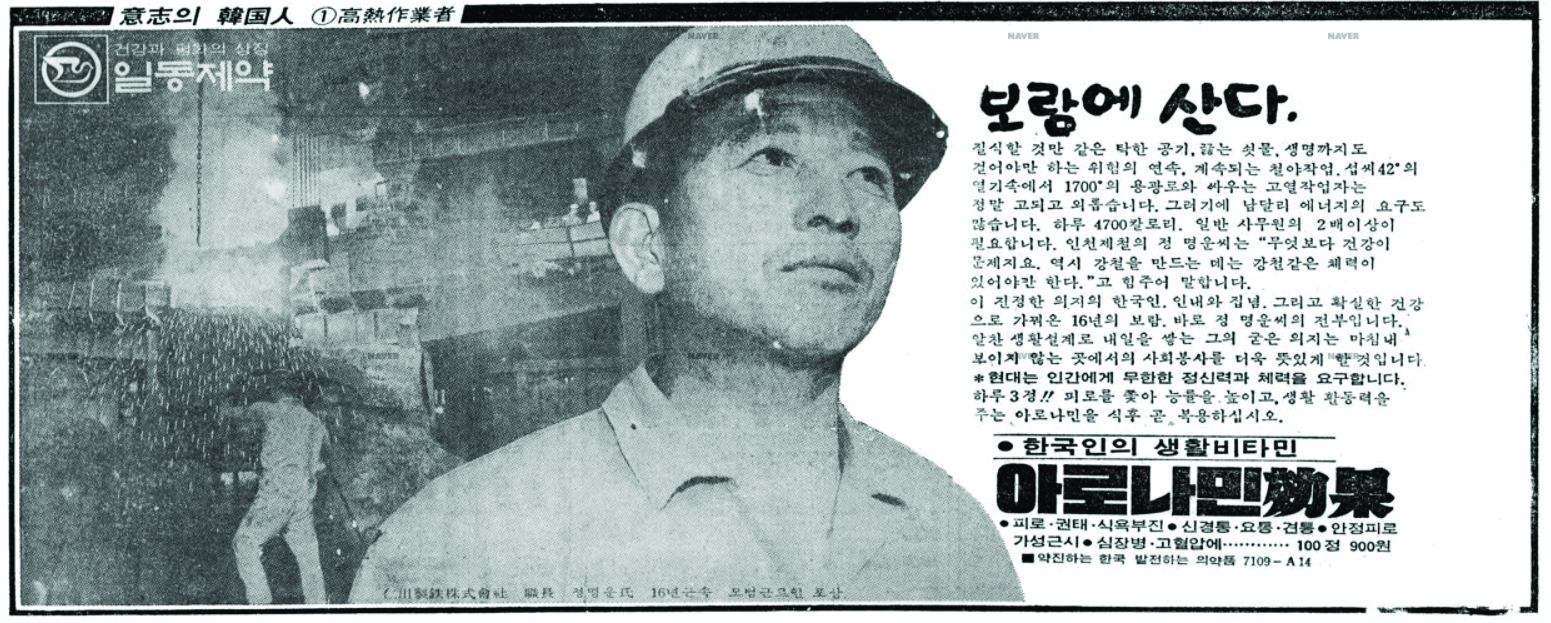 意志의 韓国人 ①高熱作業者
건강과 평화의 상징
일동제약
보람에 산다.
질식할 것만 같은 탁한 공기, 끓는 쇳물, 생명까지도
걸어야만 하는 위험의 연속, 계속되는 철야작업. 섭씨 42°의
열기속에서 1700°의 용광로와 싸우는 고열작업자는
정말 고되고 외롭습니다. 그러기에 남달리 에너지의 요구도
많습니다. 하루 4700칼로리. 일반 사무원의 2배이상이
필요합니다. 인천제철의 정 명운씨는 "무엇보다 건강이
문제지요. 역시 강철을 만드는 데는 강철같은 체력이
있어야만 한다."고 힘주어 말합니다.
이 진정한 의지의 한국인. 인내와 집념. 그리고 확실한 건강
으로 가꿔온 16년의 보람. 바로 정 명운씨의 전부입니다.
알찬 생활설계로 내일을 쌓는 그의 굳은 의지는 마침내
보이지 않는 곳에서의 사회봉사를 더욱 뜻있게 한 것입니다.
*현대는 인간에게 무한한 정신력과 체력을 요구합니다.
하루 3정!! 피로를 쫓아 능률을 높이고, 생활 활동력을
주는 아로나민을 식후 곧 복용하십시오.
●한국인의 생활비타민
아로나민効果
●피로·권태·식욕부진●신경통·요통·견통●안정피로
가성근시●심장병·고혈압에············ 100정 900원
■약진하는 한국 발전하는 의약품 7109-A14
仁川製鉄株式會社 職長 정명운氏 16년근속 모범근로인 포상
NAVER
NAVER
NAVER
NAVER
NAVER
NAVER
NAVER
NAVER